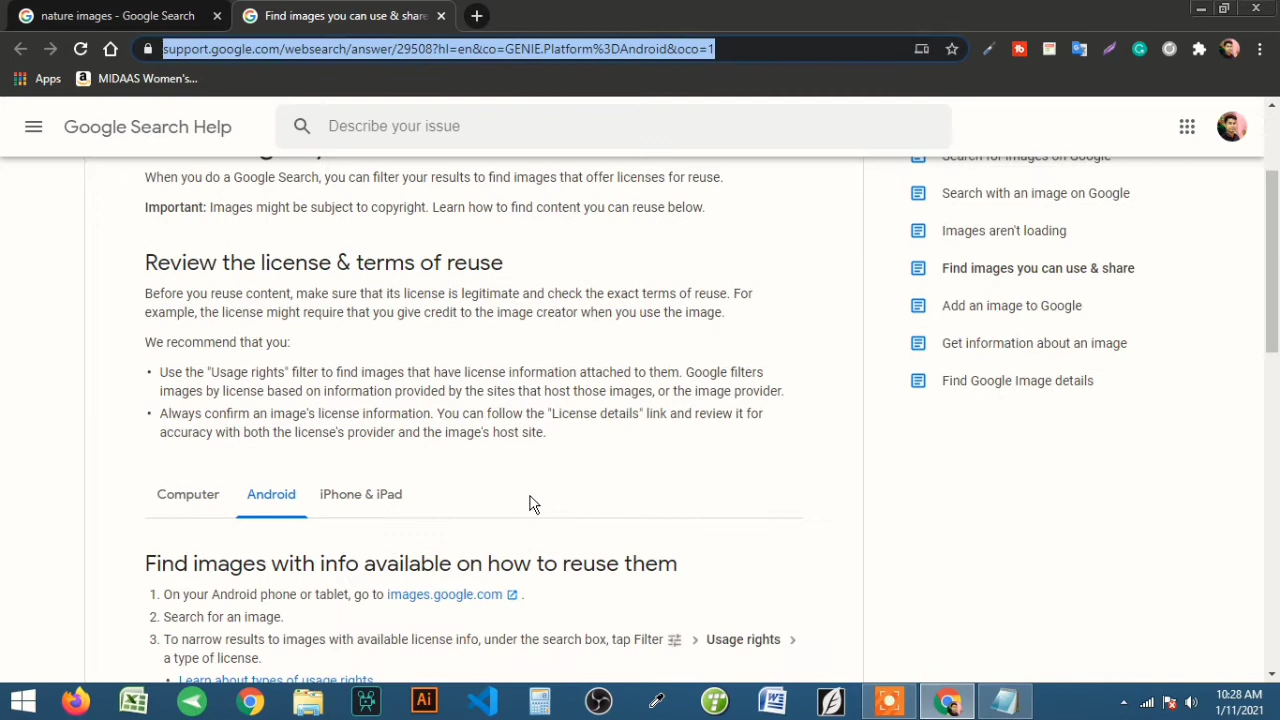 nature images - Google Search
Find images you can use & share
support.google.com/websearch/answer/29508?hl=en&co=GENIE.Platform%3DAndroid&oco=1
Apps
MIDAAS Women's...
Google Search Help
Describe your issue
When you do a Google Search, you can filter your results to find images that offer licenses for reuse.
Important: Images might be subject to copyright. Learn how to find content you can reuse below.
Review the license & terms of reuse
Before you reuse content, make sure that its license is legitimate and check the exact terms of reuse. For
example, the license might require that you give credit to the image creator when you use the image.
We recommend that you:
• Use the "Usage rights" filter to find images that have license information attached to them. Google filters
images by license based on information provided by the sites that host those images, or the image provider.
• Always confirm an image's license information. You can follow the "License details" link and review it for
accuracy with both the license's provider and the image's host site.
Computer
Android
iPhone & iPad
Find images with info available on how to reuse them
1. On your Android phone or tablet, go to images.google.com .
2. Search for an image.
3. To narrow results to images with available license info, under the search box, tap Filter > Usage rights >
a type of license.
• Learn about types of usage rights
Search for images on Google
Search with an image on Google
Images aren't loading
Find images you can use & share
Add an image to Google
Get information about an image
Find Google Image details
Ai
10:28 AM
1/11/2021